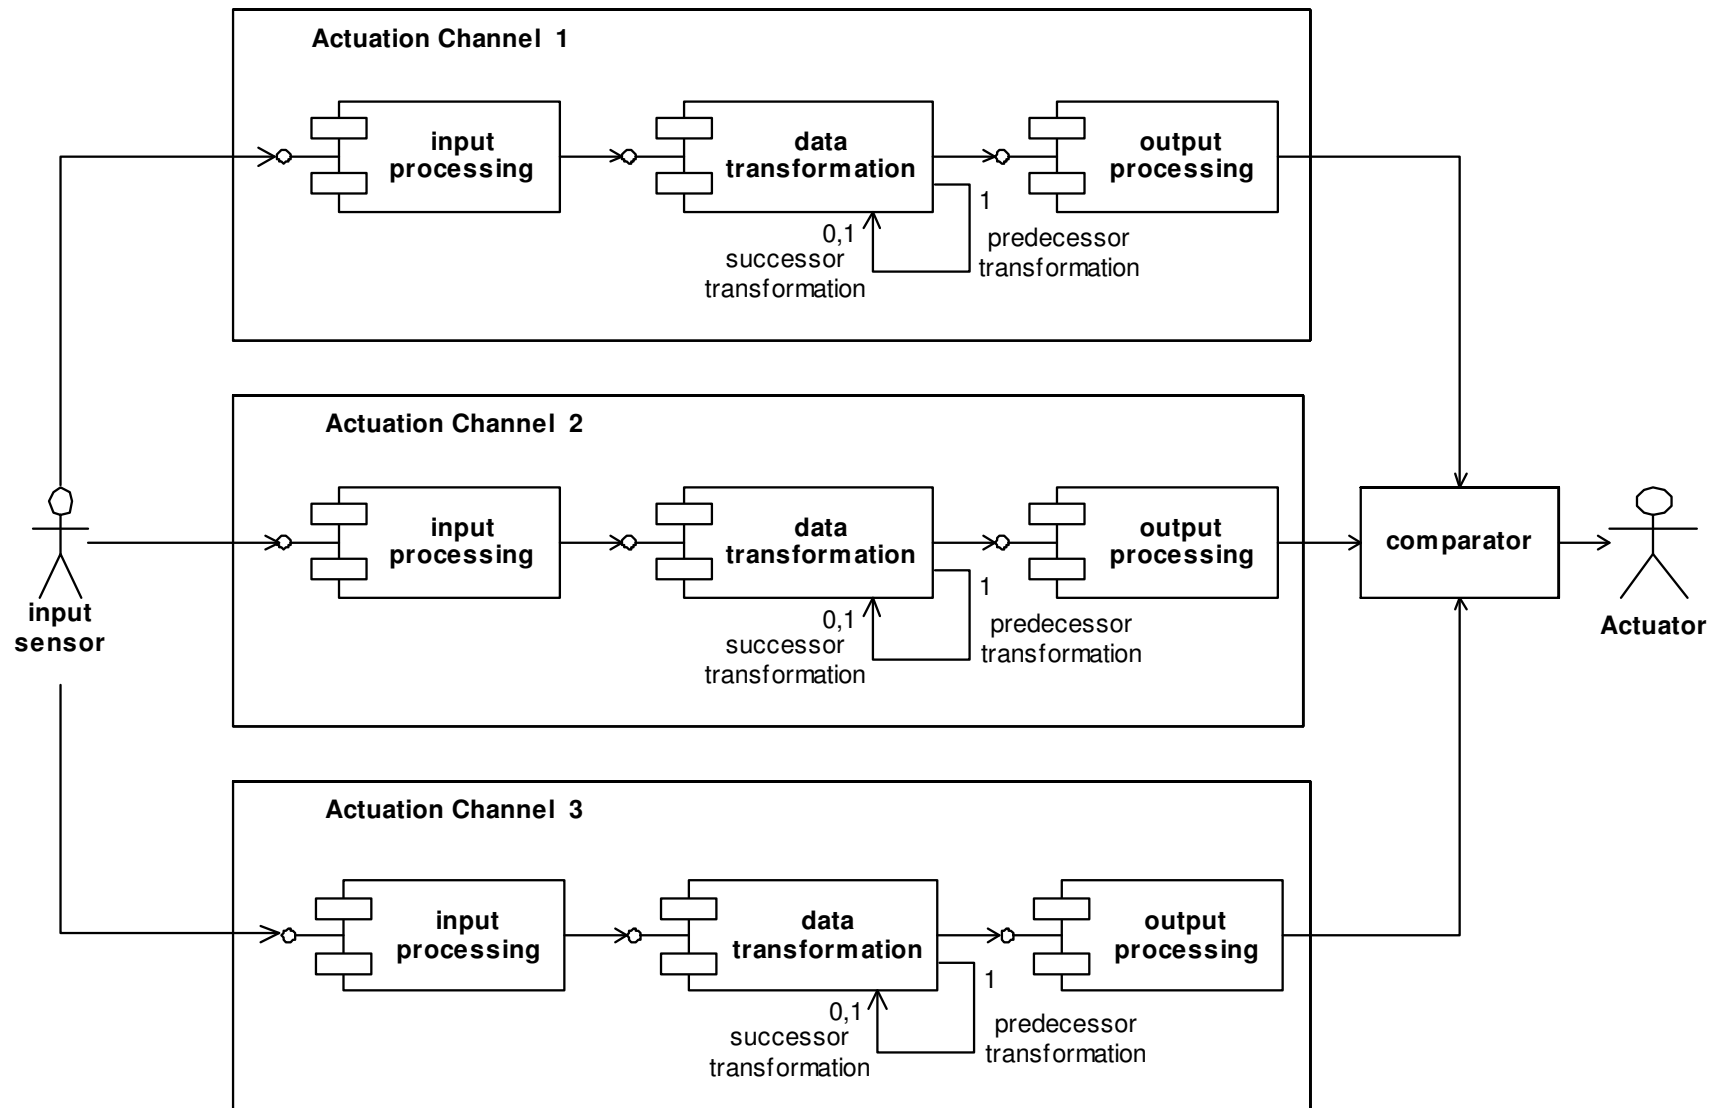 Actuation Channel 1
input
processing
data
transformation
output
processing
1
0,1
predecessor
transformation
successor
transformation
Actuation Channel 2
input
processing
data
transformation
output
processing
1
0,1
predecessor
transformation
successor
transformation
input
sensor
comparator
Actuator
Actuation Channel 3
input
processing
data
transformation
output
processing
1
0,1
predecessor
transformation
successor
transformation